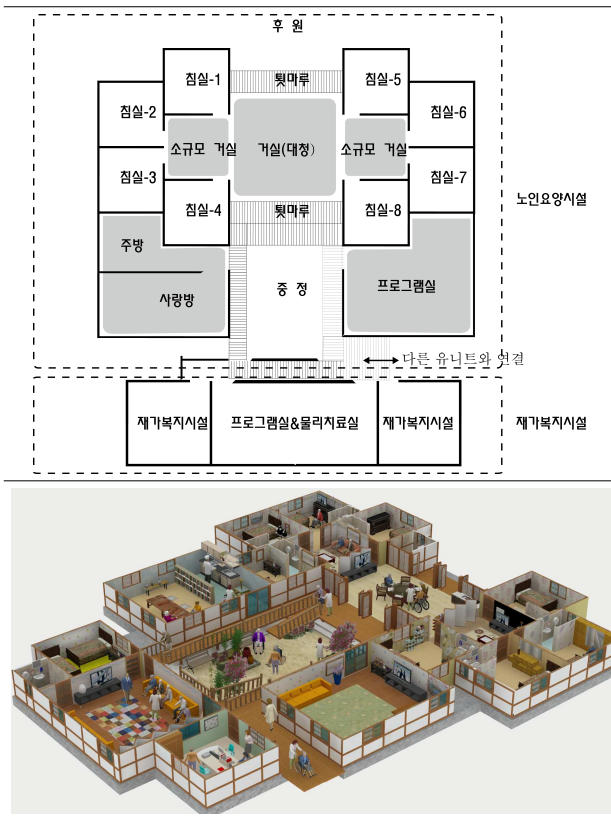 후 원
침실-1
툇마루
침실-5
침실-2
침실-6
소규모 거실
거실(대청)
소규모 거실
침실-3
침실-7
침실-4
툇마루
침실-8
노인요양시설
주방
사랑방
중 정
프로그램실
다른 유니트와 연결
재가복지시설
프로그램실&물리치료실
재가복지시설
재가복지시설